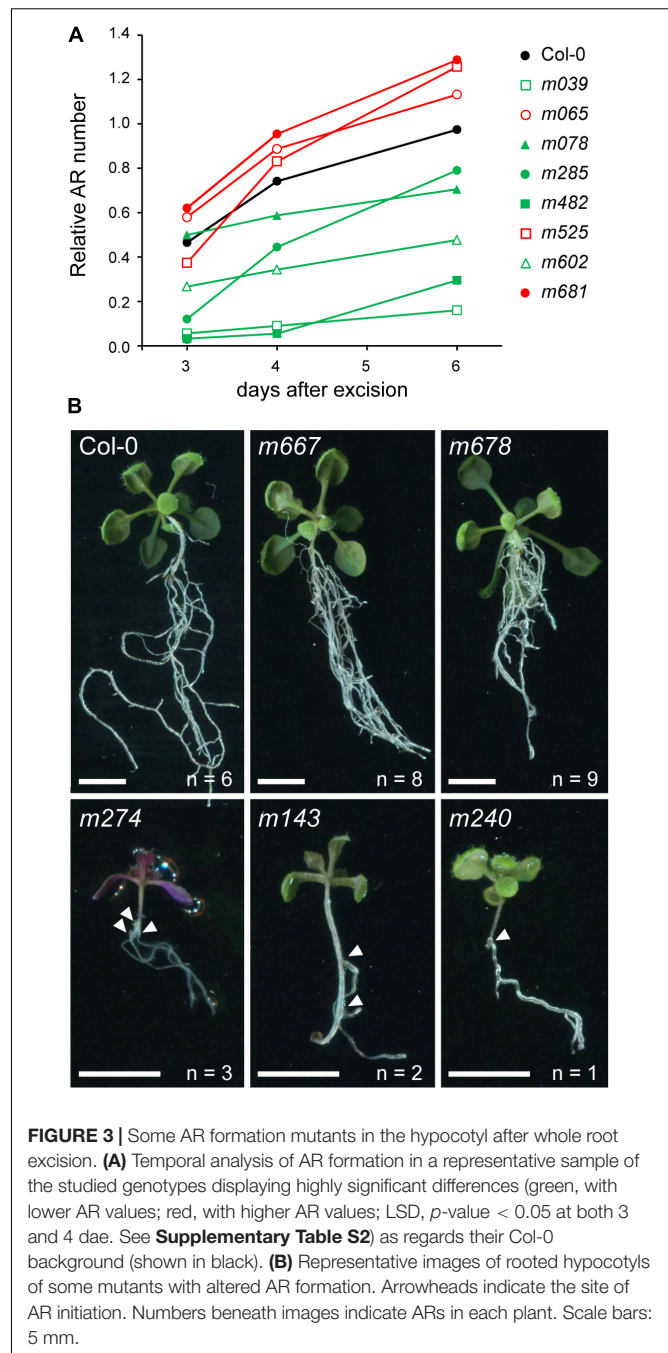 A
1.4
1.2
1.0
0.8
0.6
0.4
0.2
0.0
Relative AR number
3
4
5
6
days after excision
Col-0
m039
m065
m078
m285
m482
m525
m602
m681
B
Col-0
n = 6
m667
n = 8
m678
n = 9
m274
n = 3
m143
n = 2
m240
n = 1
FIGURE 3 | Some AR formation mutants in the hypocotyl after whole root
excision. (A) Temporal analysis of AR formation in a representative sample of
the studied genotypes displaying highly significant differences (green, with
lower AR values; red, with higher AR values; LSD, p-value < 0.05 at both 3
and 4 dae. See Supplementary Table S2) as regards their Col-0
background (shown in black). (B) Representative images of rooted hypocotyls
of some mutants with altered AR formation. Arrowheads indicate the site of
AR initiation. Numbers beneath images indicate ARs in each plant. Scale bars:
5 mm.